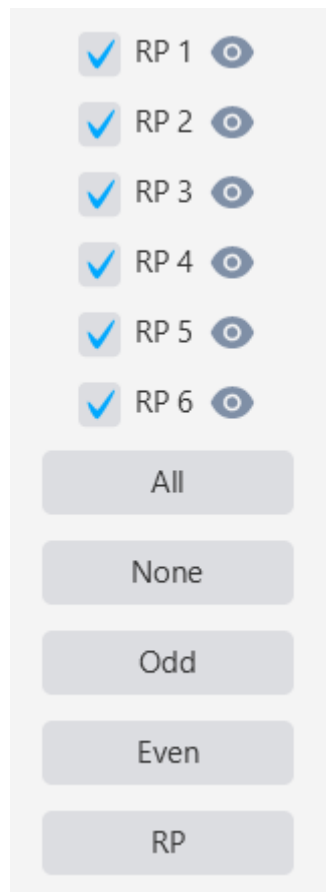 RP 1
RP 2
RP 3
RP 4
RP 5
RP 6
All
None
Odd
Even
RP